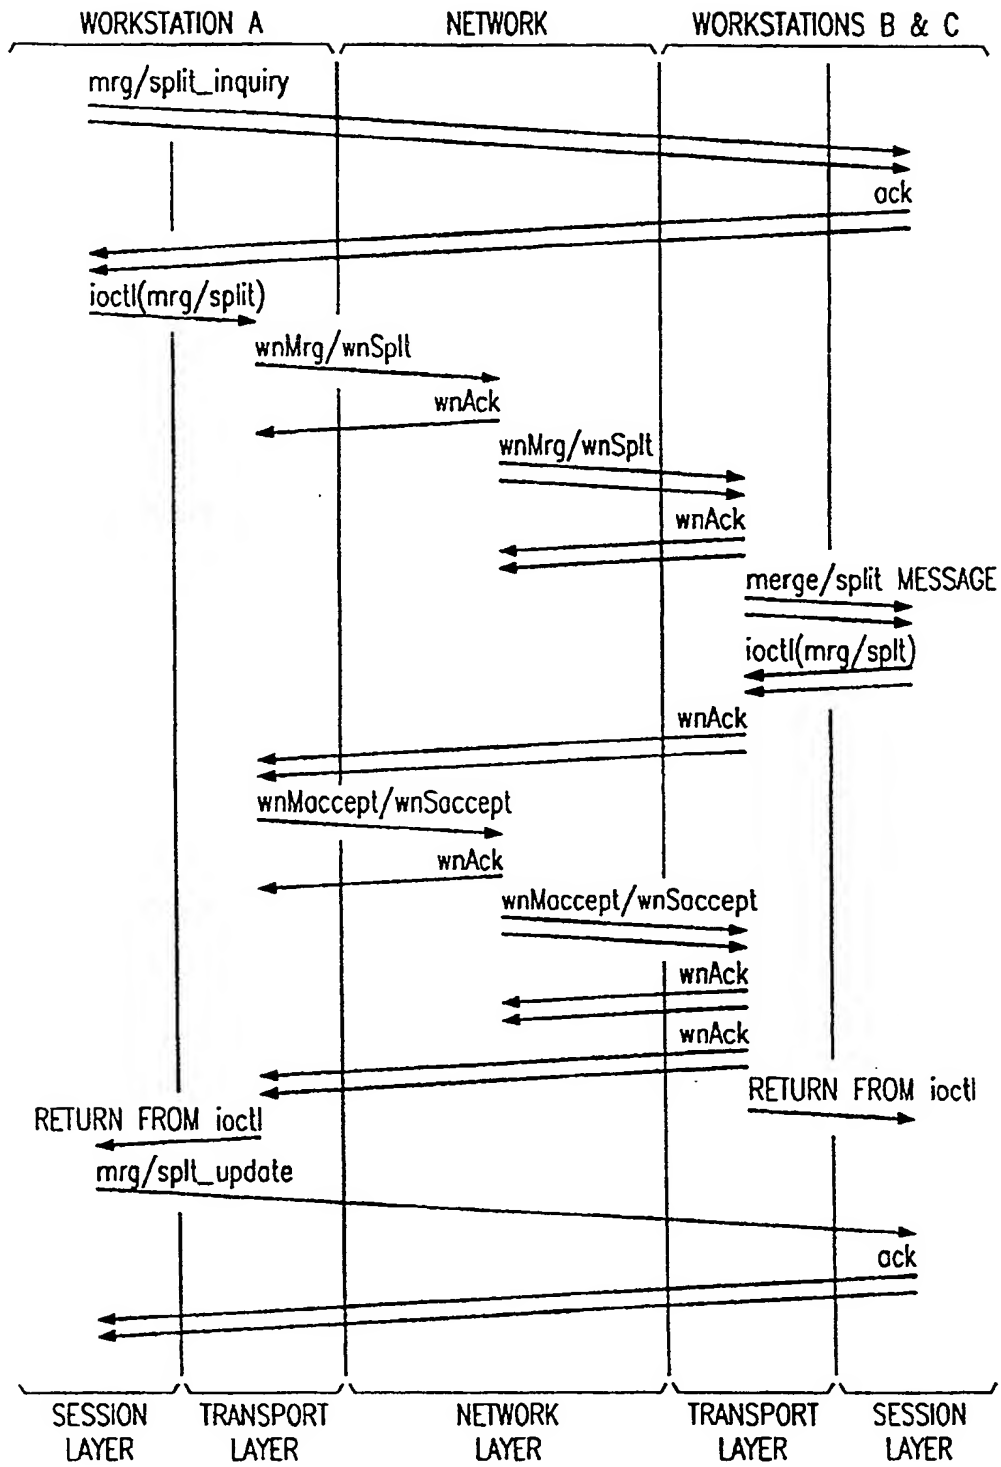 WORKSTATION A NETWORK WORKSTATIONS B & C
mrg/split_inquiry
ack
ioctl(mrg/split)
wnMrg/wnSplt
wnAck
wnMrg/wnSplt
wnAck
merge/split MESSAGE
ioctl(mrg/splt)
wnAck
wnMaccept/wnSaccept
wnAck
wnMaccept/wnSaccept
wnAck
wnAck
RETURN FROM ioctl
RETURN FROM ioctl
mrg/splt_update
ack
SESSION TRANSPORT NETWORK TRANSPORT SESSION
LAYER LAYER LAYER LAYER LAYER